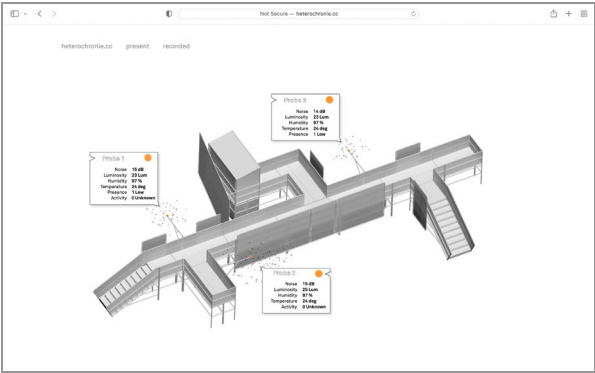 Not Secure — heterochronie.cc
heterochronie.cc present recorded
Probe 3
Noise 14 dB
Luminosity 23 Lum
Humidity 97 %
Temperature 24 deg
Presence 1 Low
Probe 1
Noise 15 dB
Luminosity 23 Lum
Humidity 97 %
Temperature 24 deg
Presence 1 Low
Activity 0 Unknown
Probe 2
Noise 15 dB
Luminosity 25 Lum
Humidity 97 %
Temperature 24 deg
Activity 0 Unknown